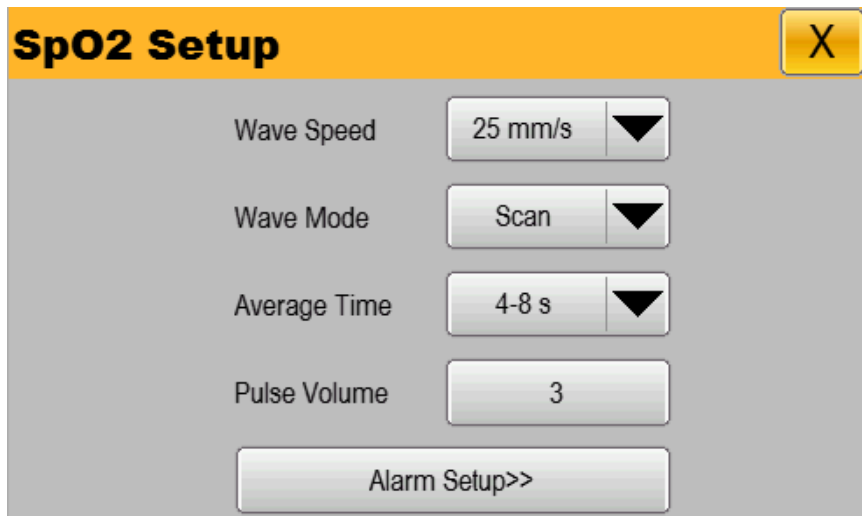 SpO2 Setup X
Wave Speed 25 mm/s
Wave Mode Scan
Average Time 4-8 s
Pulse Volume 3
Alarm Setup>>